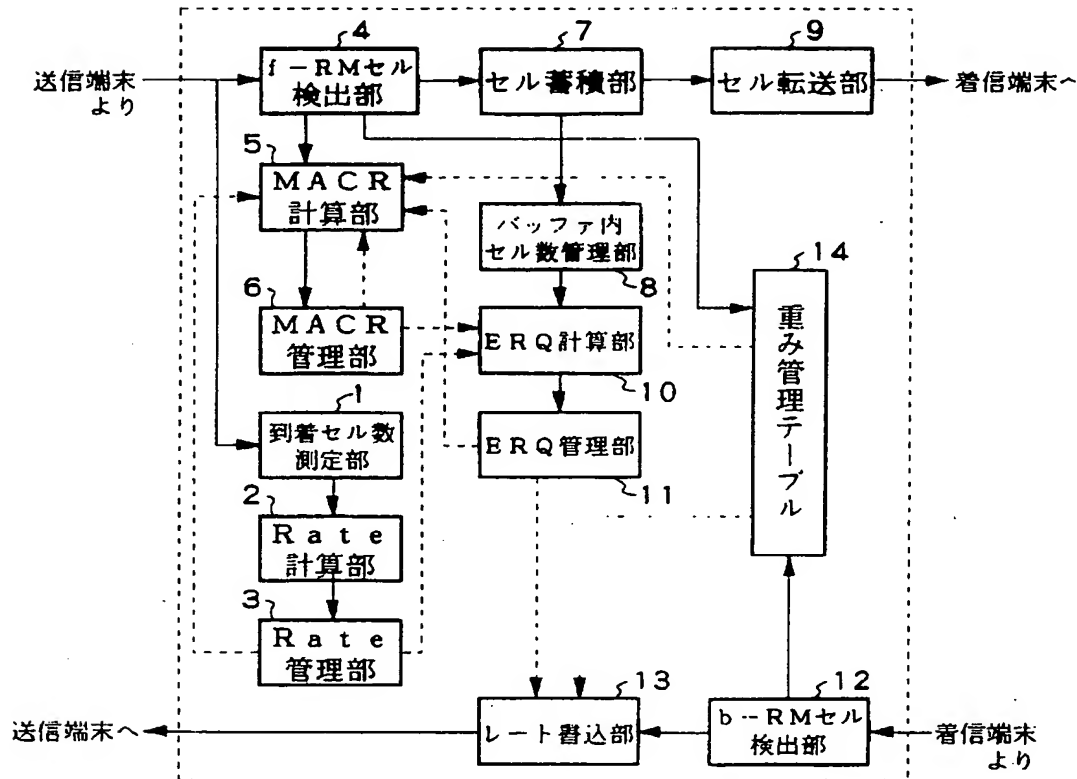 4
7
9
送信端末
より
f-RMセル
検出部
セル蓄積部
セル転送部
着信端末へ
5
MACR
計算部
バッファ内
セル数管理部
8
14
重み管理テーブル
6
MACR
管理部
ERQ計算部
10
1
到着セル数
測定部
ERQ管理部
11
2
Rate
計算部
3
Rate
管理部
13
12
送信端末へ
レート書込部
b-RMセル
検出部
着信端末
より